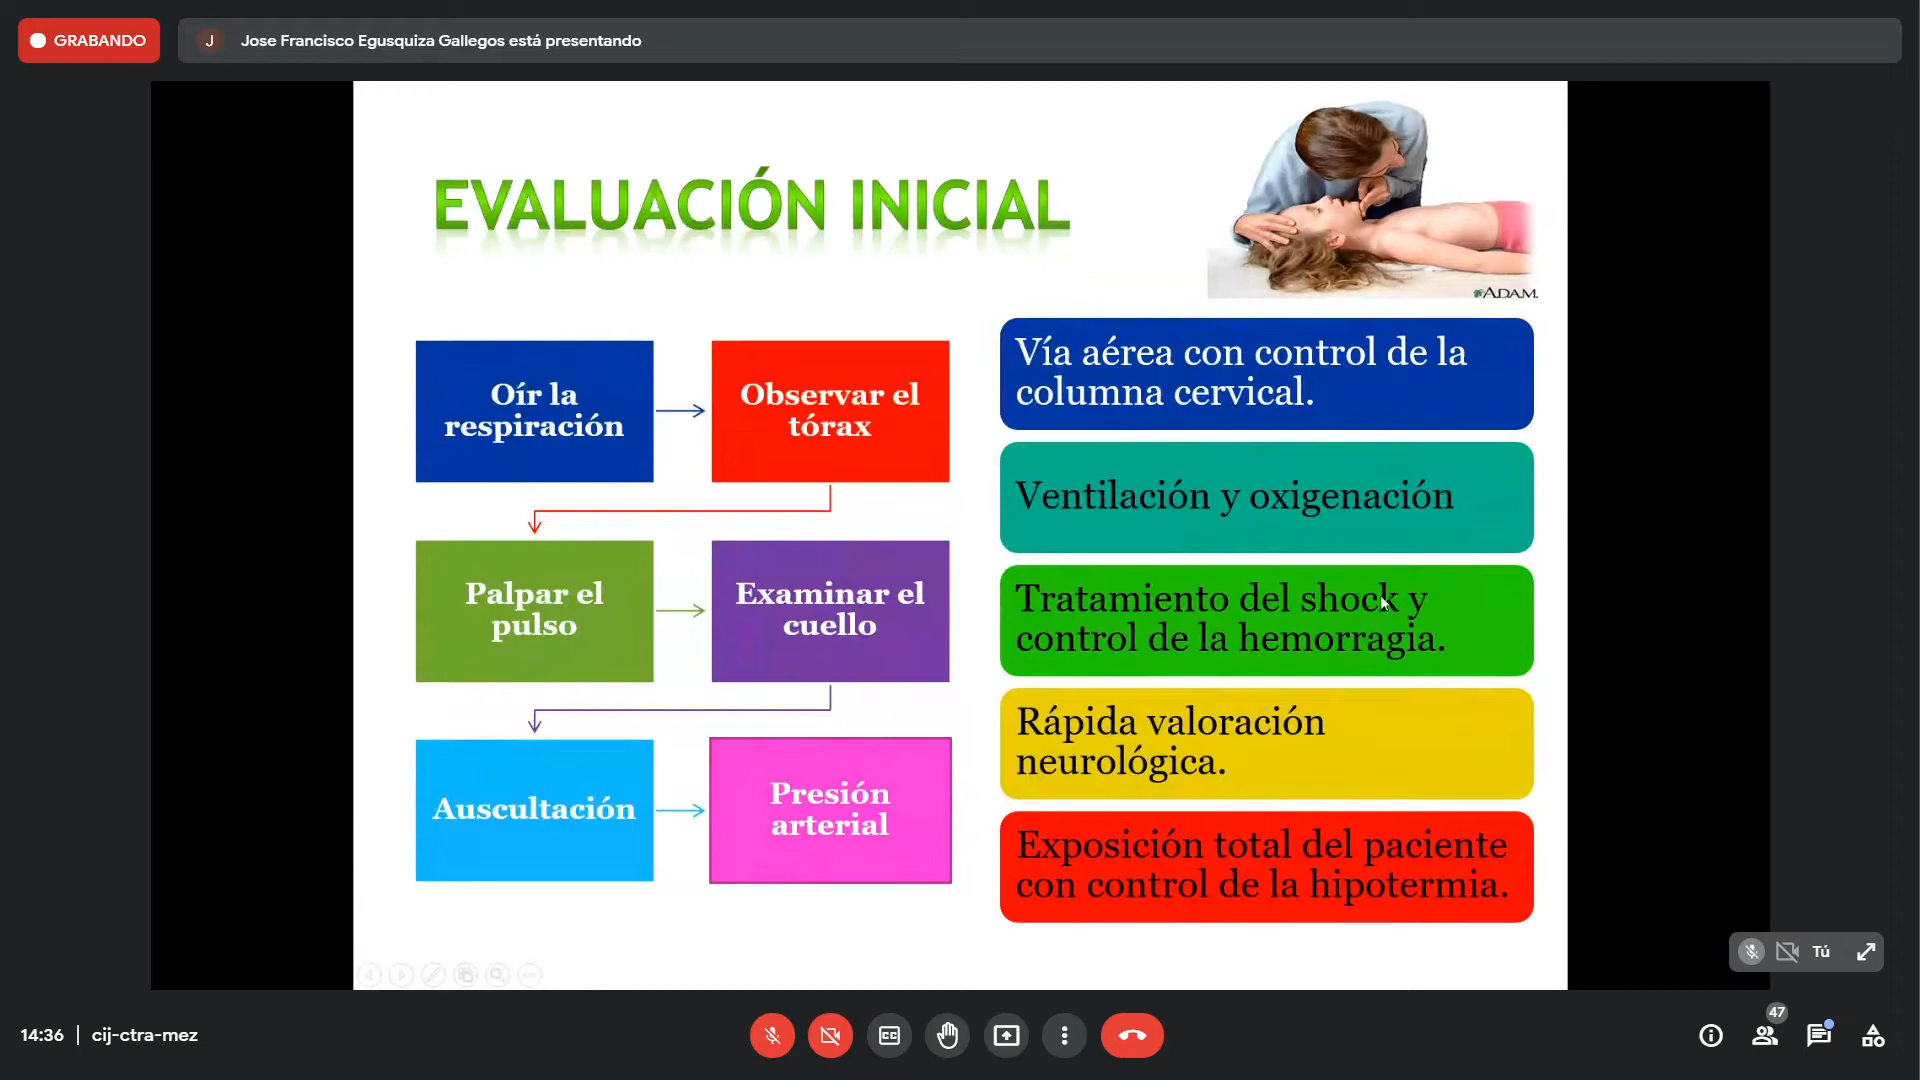 GRABANDO
J
Jose Francisco Egusquiza Gallegos está presentando
EVALUACIÓN INICIAL
ADAM.
Oír la
respiración
Observar el
tórax
Palpar el
pulso
Examinar el
cuello
Auscultación
Presión
arterial
Vía aérea con control de la
columna cervical.
Ventilación y oxigenación
Tratamiento del shock y
control de la hemorragia.
Rápida valoración
neurológica.
Exposición total del paciente
con control de la hipotermia.
Tú
14:36 | cij-ctra-mez
CC
47